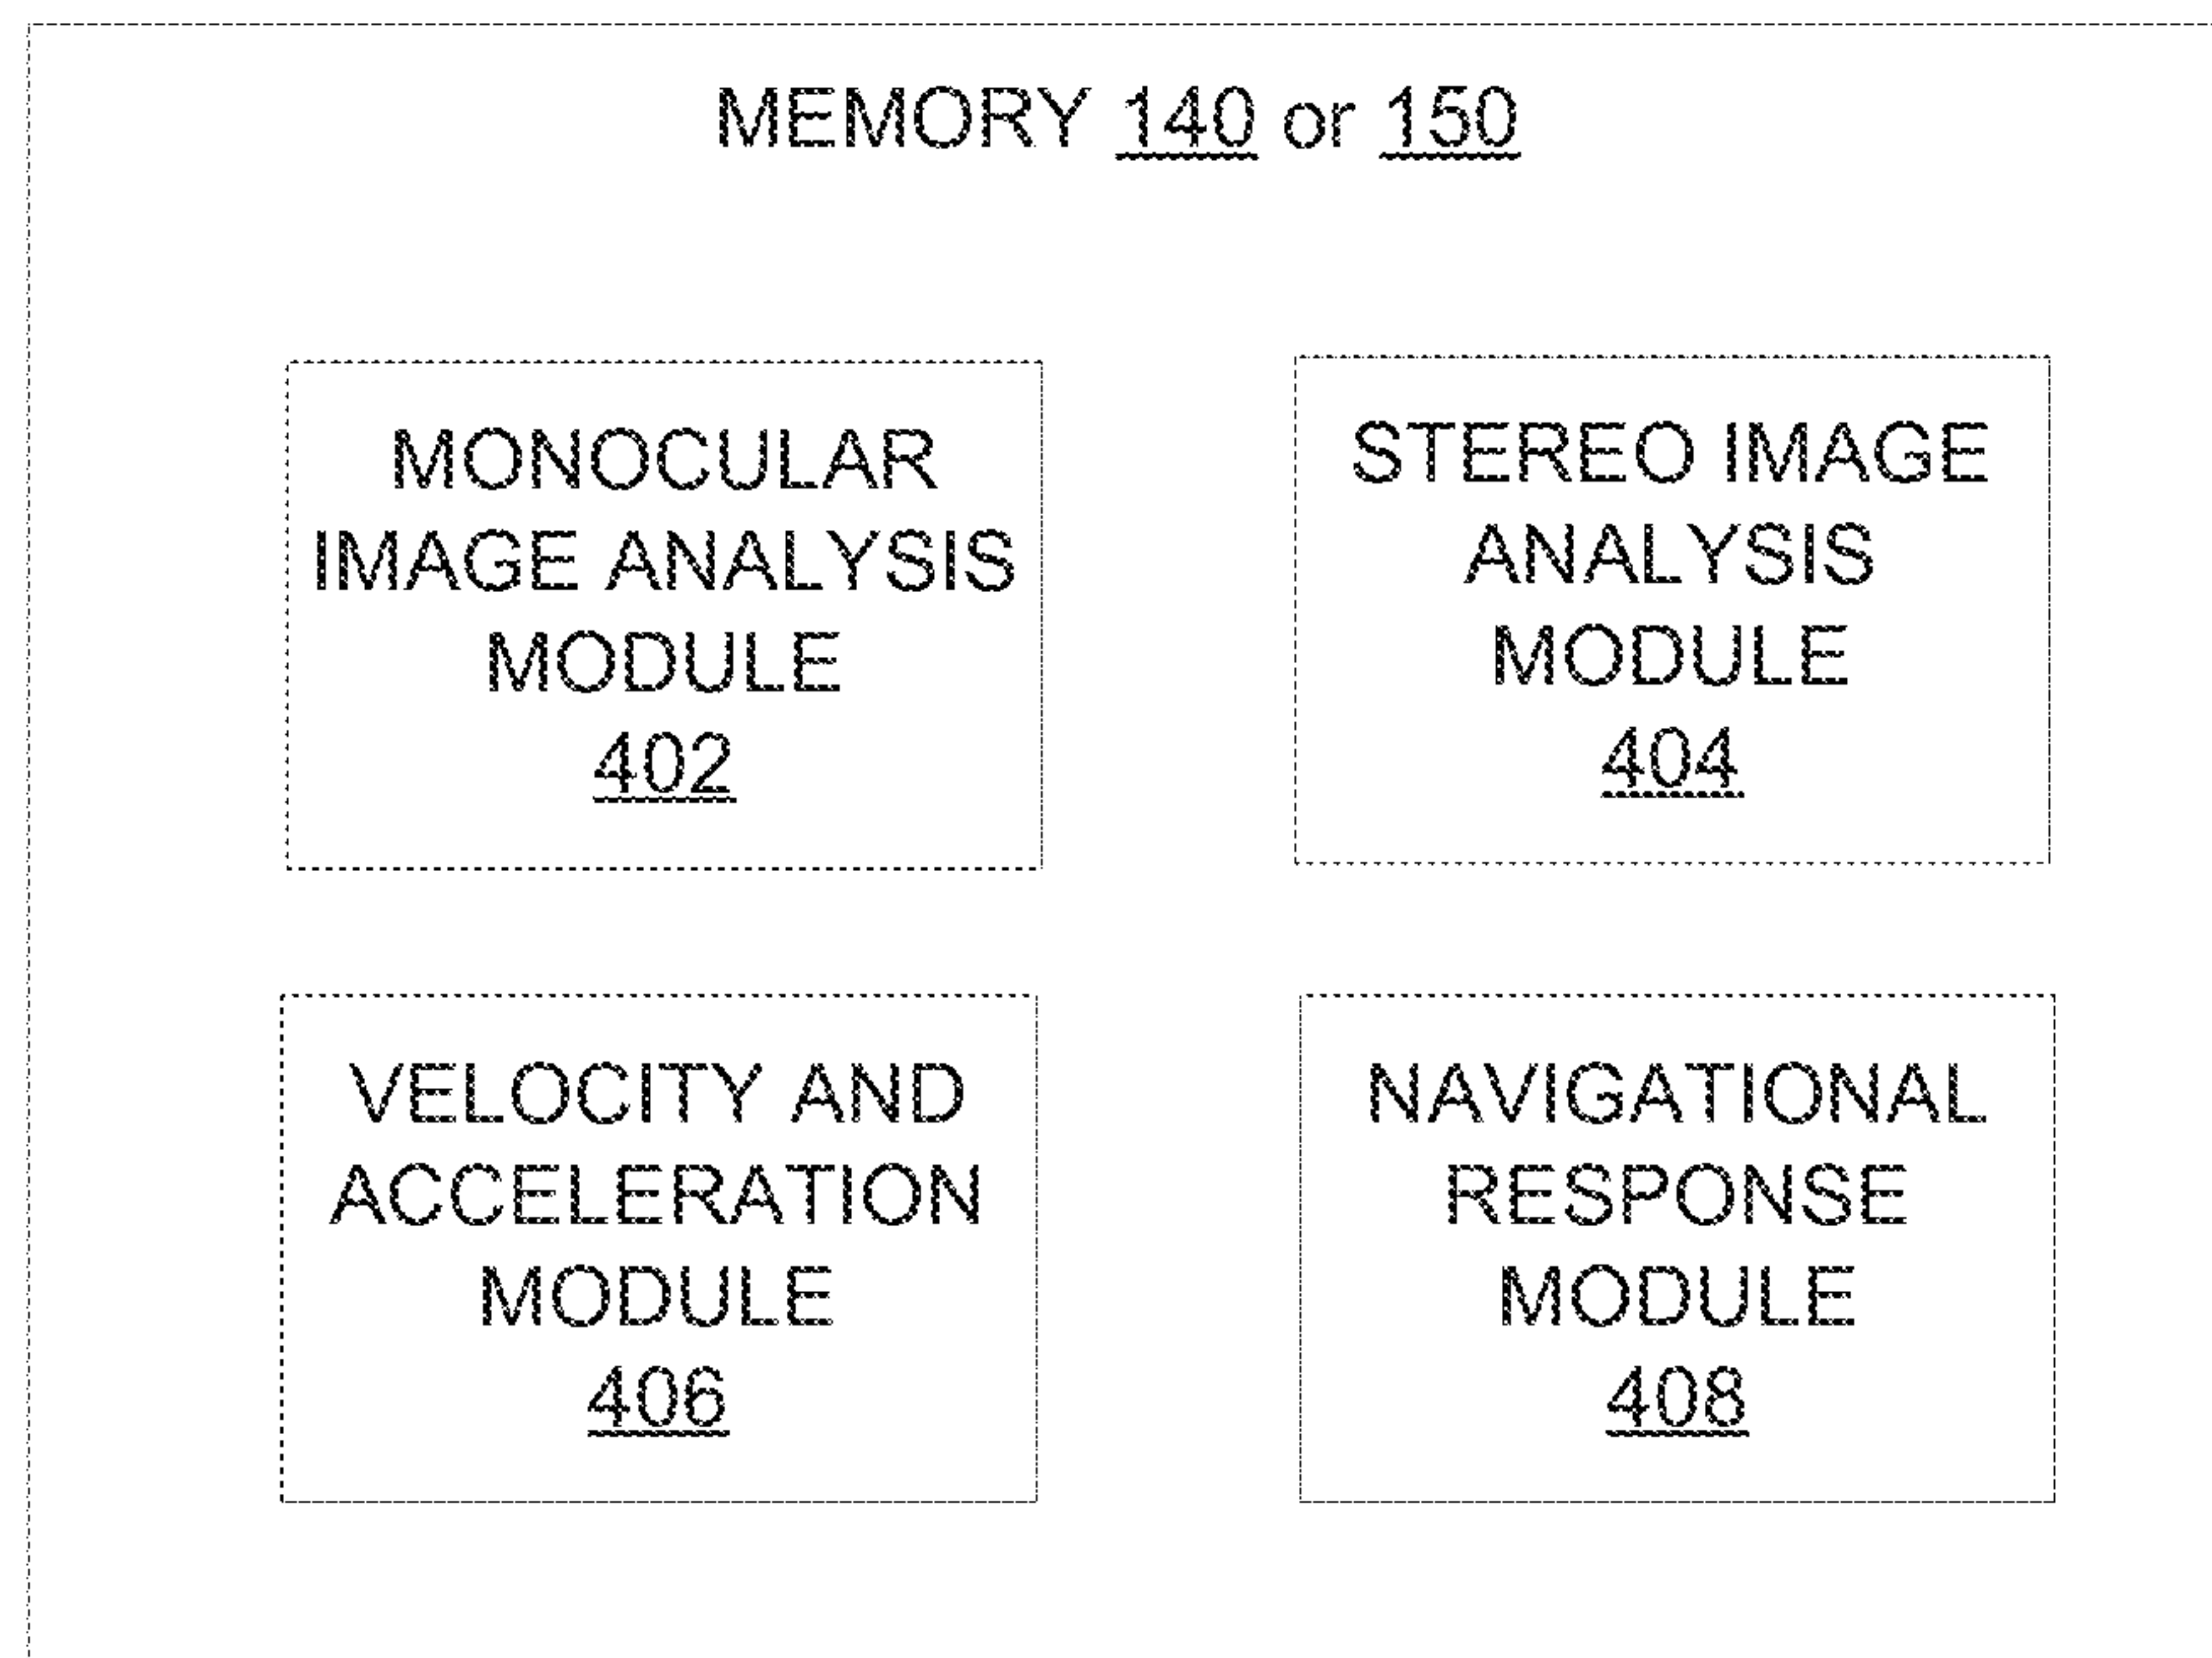 MEMORY 140 or 150
MONOCULAR
IMAGE ANALYSIS
MODULE
402
STEREO IMAGE
ANALYSIS
MODULE
404
VELOCITY AND
ACCELERATION
MODULE
406
NAVIGATIONAL
RESPONSE
MODULE
408